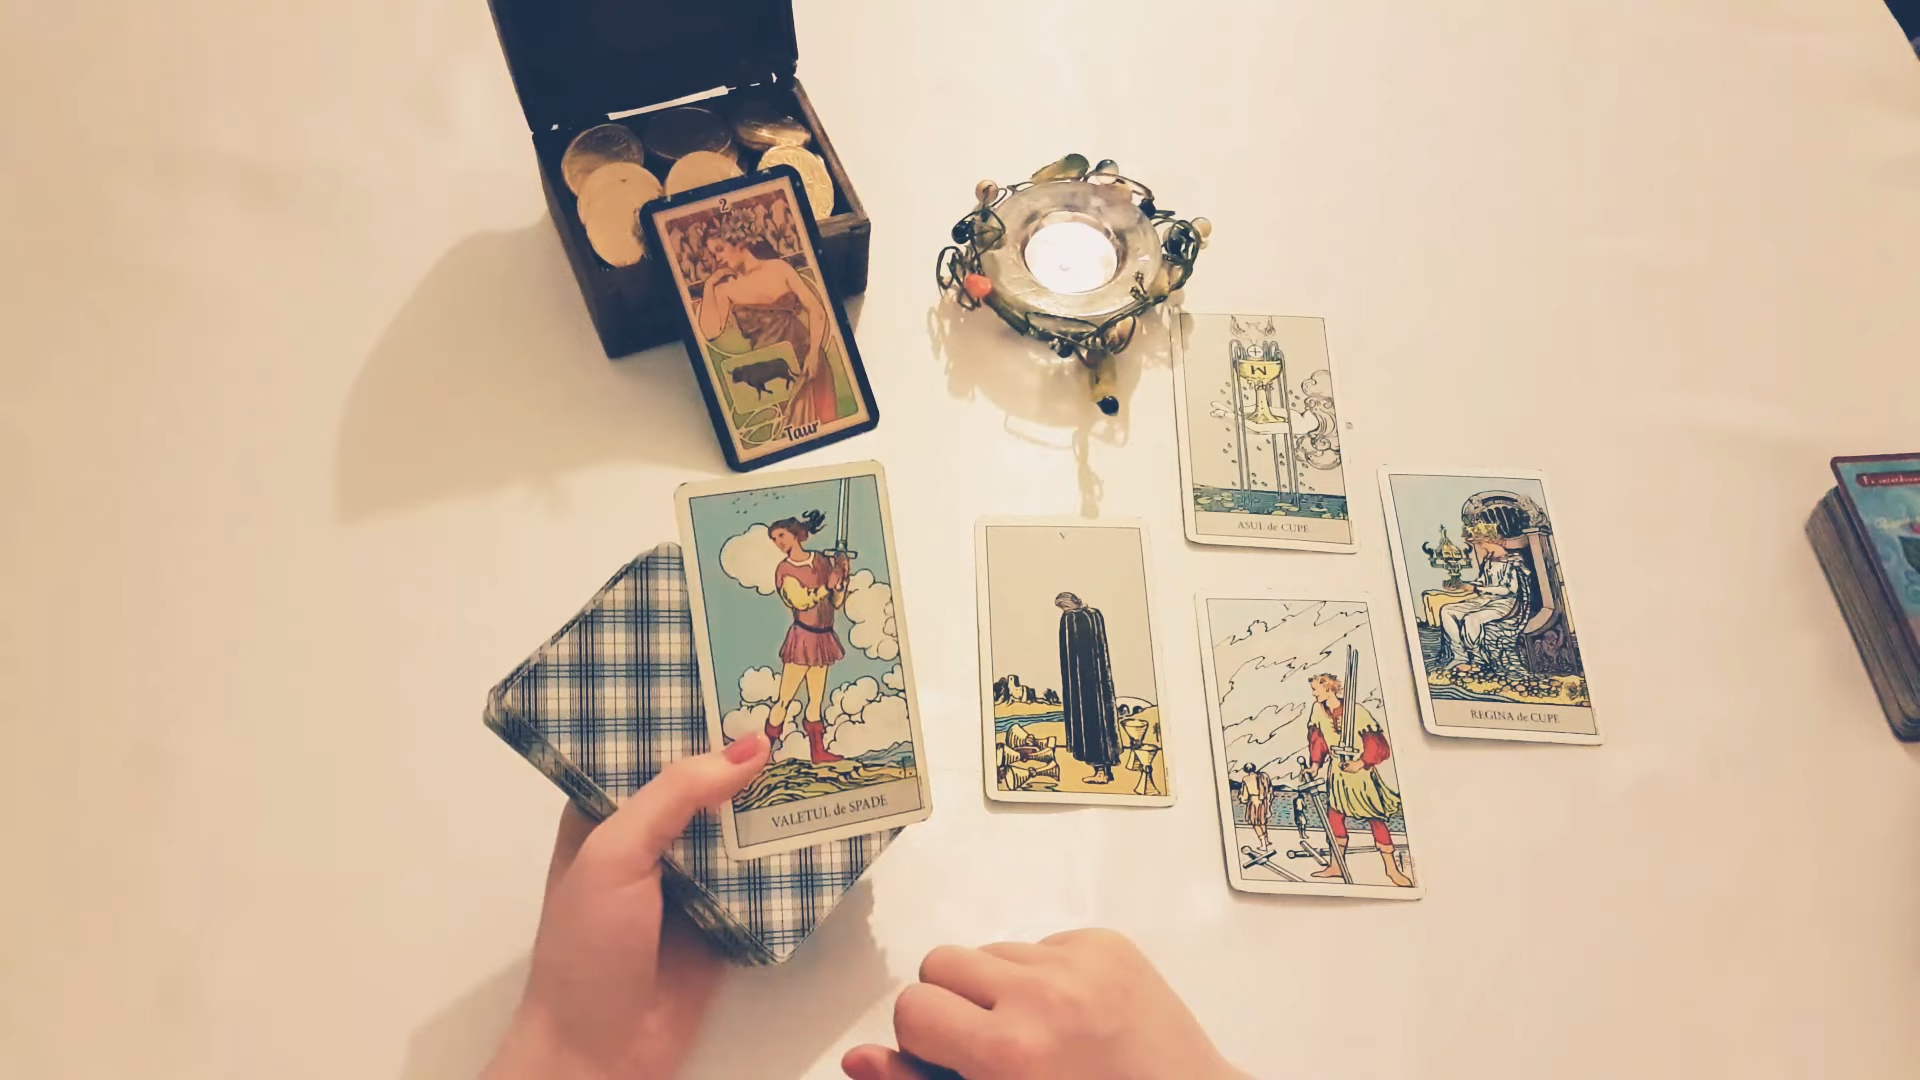 2
Taur
VALETUL de SPADE
V
ASUL de CUPE
V
REGINA de CUPE